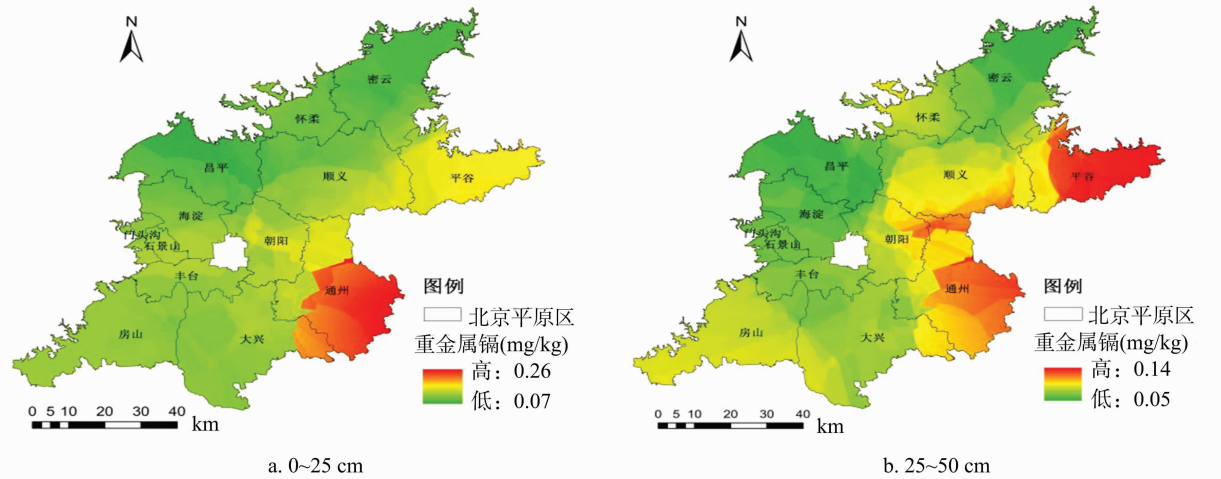 N
密云
怀柔
昌平
顺义
平谷
海淀
门头沟
朝阳
石景山
丰台
通州
房山
大兴
图例
北京平原区
重金属镉(mg/kg)
高：0.26
低：0.07
0 5 10 20 30 40
km
a. 0~25 cm
N
密云
怀柔
昌平
顺义
平谷
海淀
门头沟
朝阳
石景山
丰台
通州
房山
大兴
图例
北京平原区
重金属镉(mg/kg)
高：0.14
低：0.05
0 5 10 20 30 40
km
b. 25~50 cm